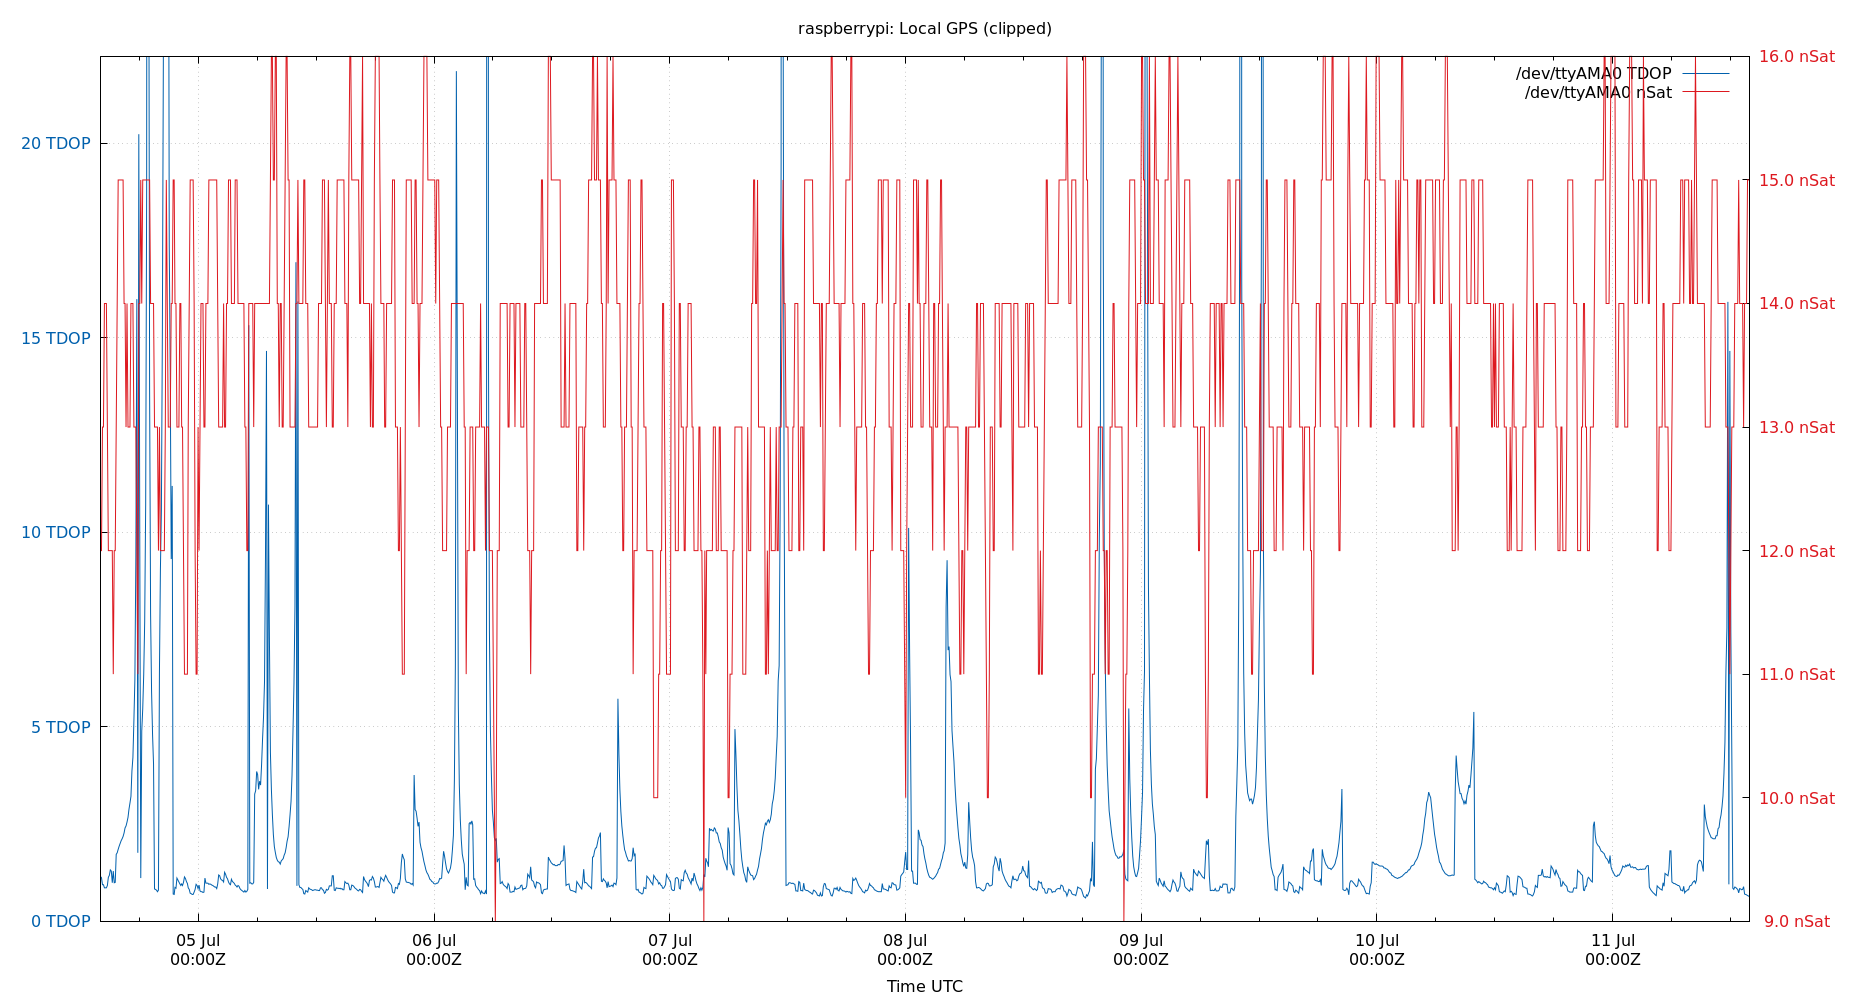 raspberrypi: Local GPS (clipped)
16.0 nSat
/dev/ttyAMA0 TDOP
/dev/ttyAMA0 nSat
20 TDOP
15.0 nSat
14.0 nSat
15 TDOP
13.0 nSat
10 TDOP
12.0 nSat
11.0 nSat
5 TDOP
10.0 nSat
0 TDOP
9.0 nSat
05 Jul 06 Jul 07 Jul 08 Jul 09 Jul 10 Jul 11 Jul
00:00Z 00:00Z 00:00Z 00:00Z 00:00Z 00:00Z 00:00Z
Time UTC